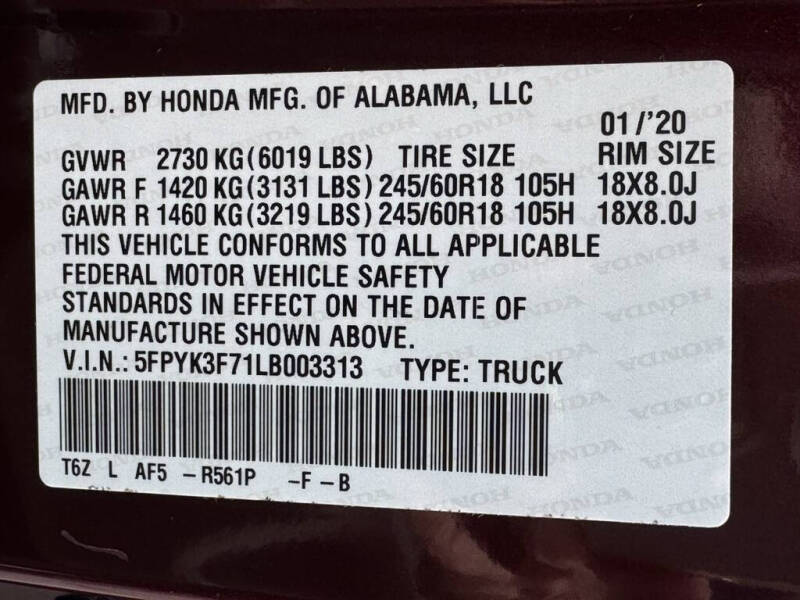 MFD. BY HONDA MFG. OF ALABAMA, LLC
01/'20
GVWR 2730 KG (6019 LBS) TIRE SIZE RIM SIZE
GAWR F 1420 KG (3131 LBS) 245/60R18 105H 18X8.0J
GAWR R 1460 KG (3219 LBS) 245/60R18 105H 18X8.0J
THIS VEHICLE CONFORMS TO ALL APPLICABLE
FEDERAL MOTOR VEHICLE SAFETY
STANDARDS IN EFFECT ON THE DATE OF
MANUFACTURE SHOWN ABOVE.
V.I.N.: 5FPYK3F71LB003313 TYPE: TRUCK
T6Z L AF5 -R561P -F -B